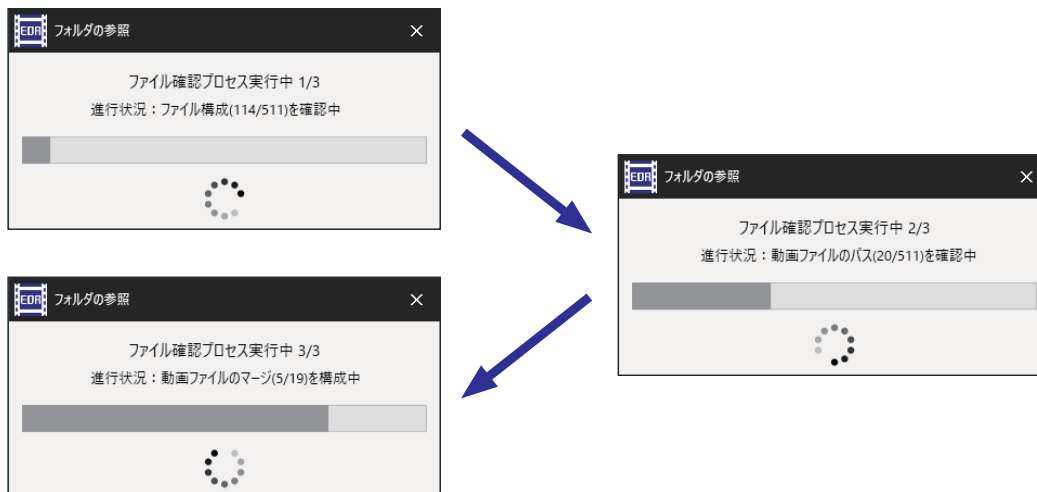 EDR フォルダの参照
ファイル確認プロセス実行中 1/3
進行状況：ファイル構成(114/511)を確認中
EDR フォルダの参照
ファイル確認プロセス実行中 2/3
進行状況：動画ファイルのパス(20/511)を確認中
EDR フォルダの参照
ファイル確認プロセス実行中 3/3
進行状況：動画ファイルのマージ(5/19)を構成中